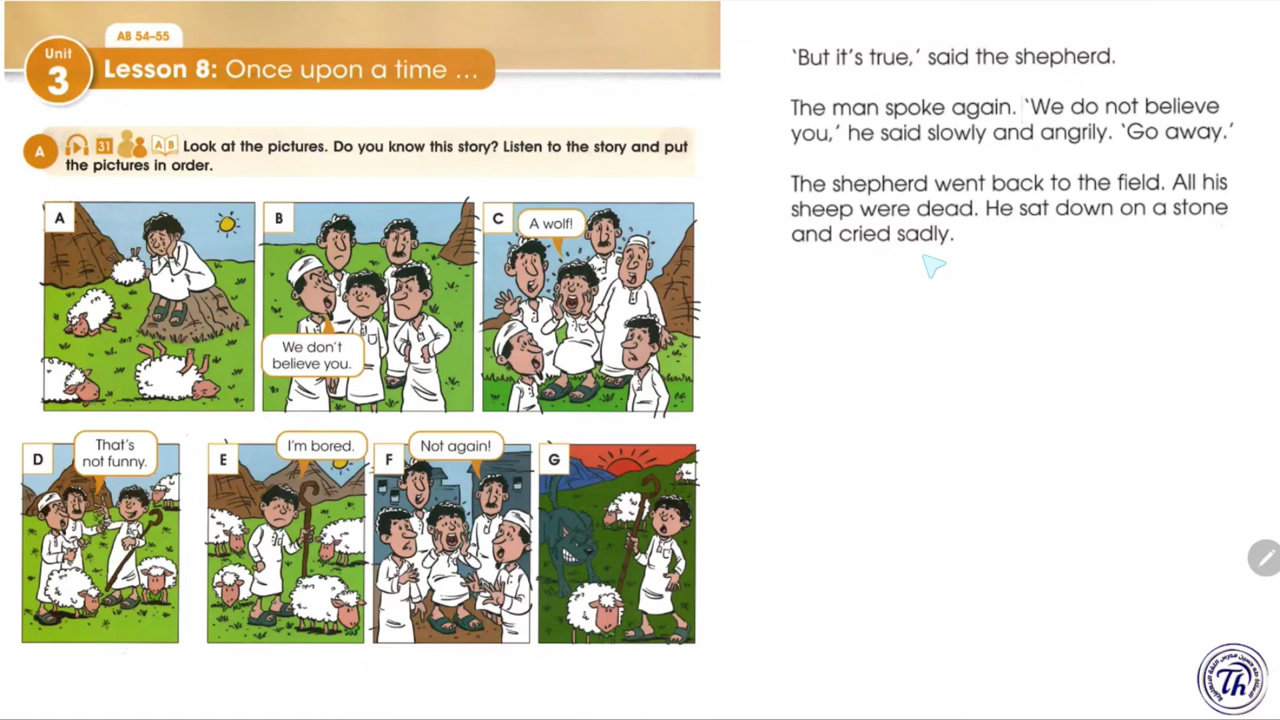 AB 54–55
Unit
3
Lesson 8: Once upon a time ...
A
31
AB
Look at the pictures. Do you know this story? Listen to the story and put
the pictures in order.
A
B
We don't
believe you.
C
A wolf!
D
That's
not funny.
E
I'm bored.
F
Not again!
G
‘But it’s true,’ said the shepherd.
The man spoke again. ‘We do not believe
you,’ he said slowly and angrily. ‘Go away.’
The shepherd went back to the field. All his
sheep were dead. He sat down on a stone
and cried sadly.
Th